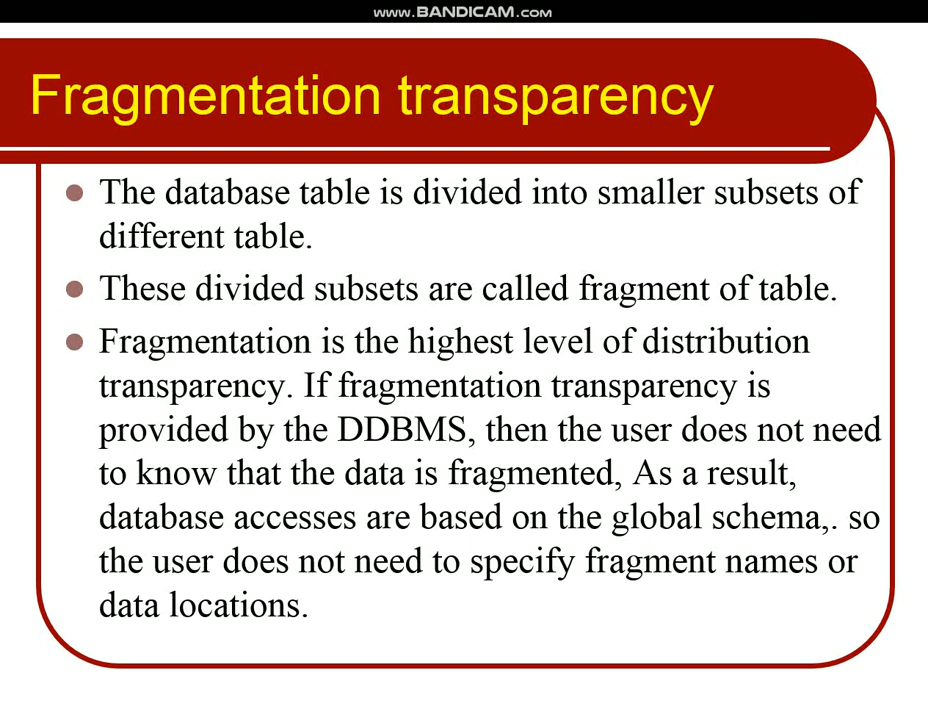 www.BANDICAM.com
Fragmentation transparency
The database table is divided into smaller subsets of
different table.
These divided subsets are called fragment of table.
Fragmentation is the highest level of distribution
transparency. If fragmentation transparency is
provided by the DDBMS, then the user does not need
to know that the data is fragmented, As a result,
database accesses are based on the global schema,. so
the user does not need to specify fragment names or
data locations.